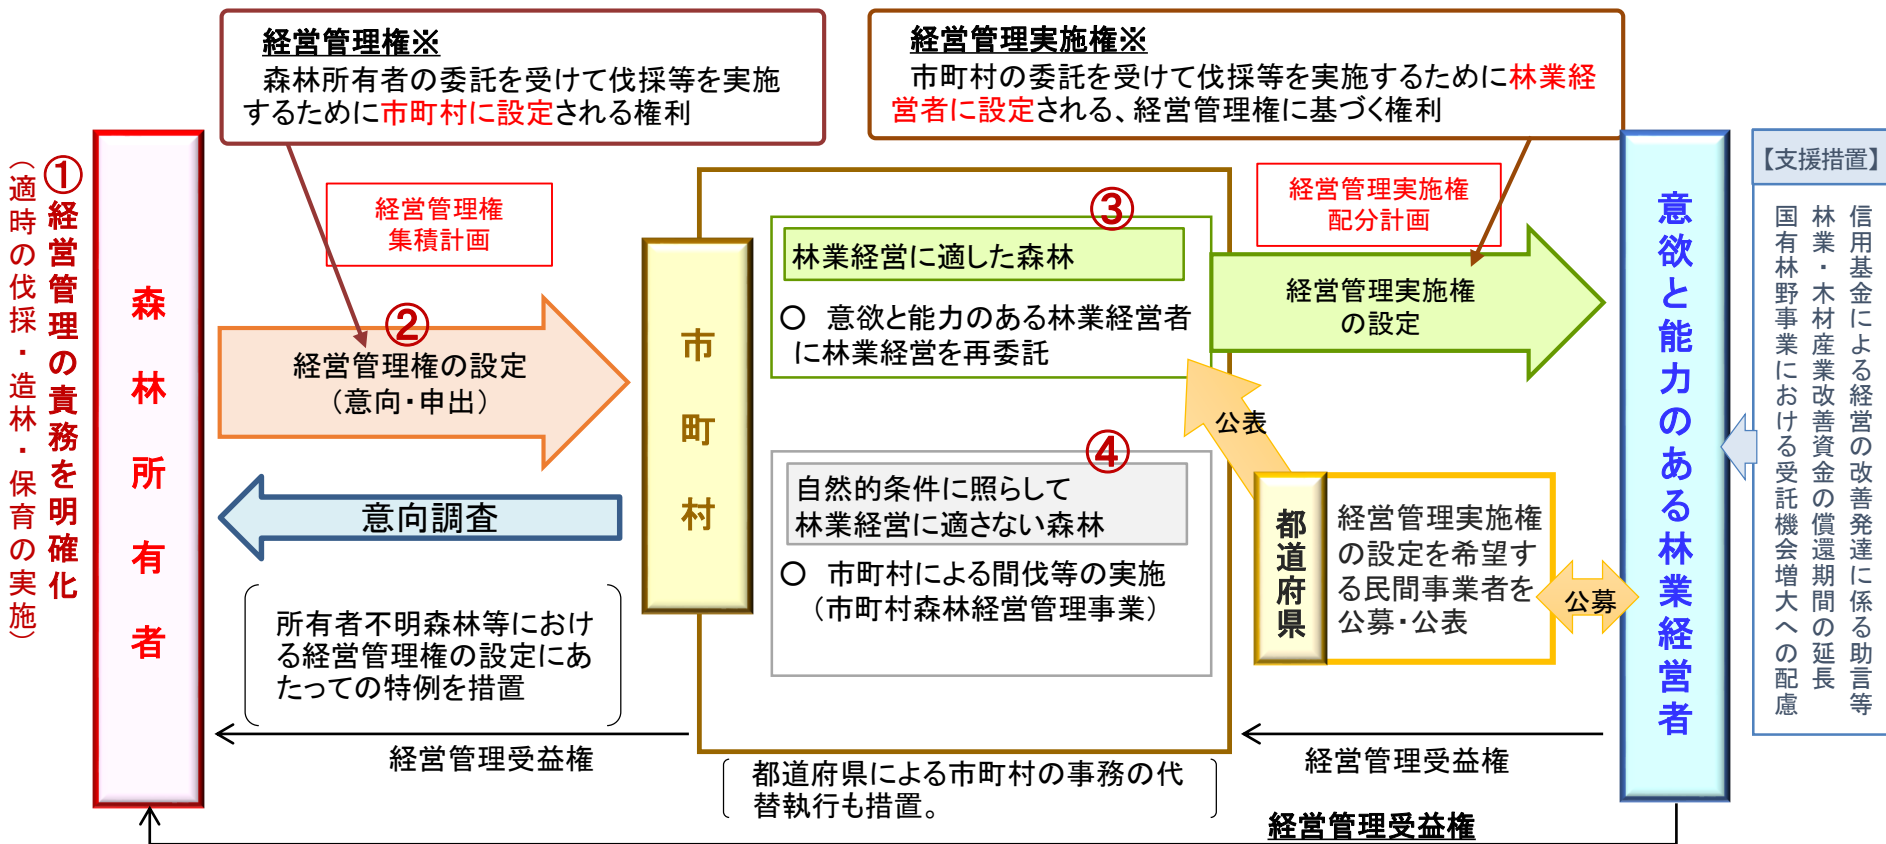 経営管理権※
森林所有者の委託を受けて伐採等を実施
するために市町村に設定される権利
経営管理実施権※
市町村の委託を受けて伐採等を実施するために林業経
営者に設定される、経営管理権に基づく権利
①経営管理の責務を明確化
（適時の伐採・造林・保育の実施）
森林所有者
経営管理権
集積計画
②
経営管理権の設定
（意向・申出）
意向調査
所有者不明森林等におけ
る経営管理権の設定にあ
たっての特例を措置
経営管理受益権
市町村
③
林業経営に適した森林
○　意欲と能力のある林業経営者
に林業経営を再委託
④
自然的条件に照らして
林業経営に適さない森林
○　市町村による間伐等の実施
（市町村森林経営管理事業）
都道府県による市町村の事務の代
替執行も措置。
経営管理実施権
配分計画
経営管理実施権
の設定
公表
都道府県
経営管理実施権
の設定を希望す
る民間事業者を
公募・公表
公募
経営管理受益権
経営管理受益権
意欲と能力のある林業経営者
【支援措置】
信用基金による経営の改善発達に係る助言等
林業・木材産業改善資金の償還期間の延長
国有林野事業における受託機会増大への配慮